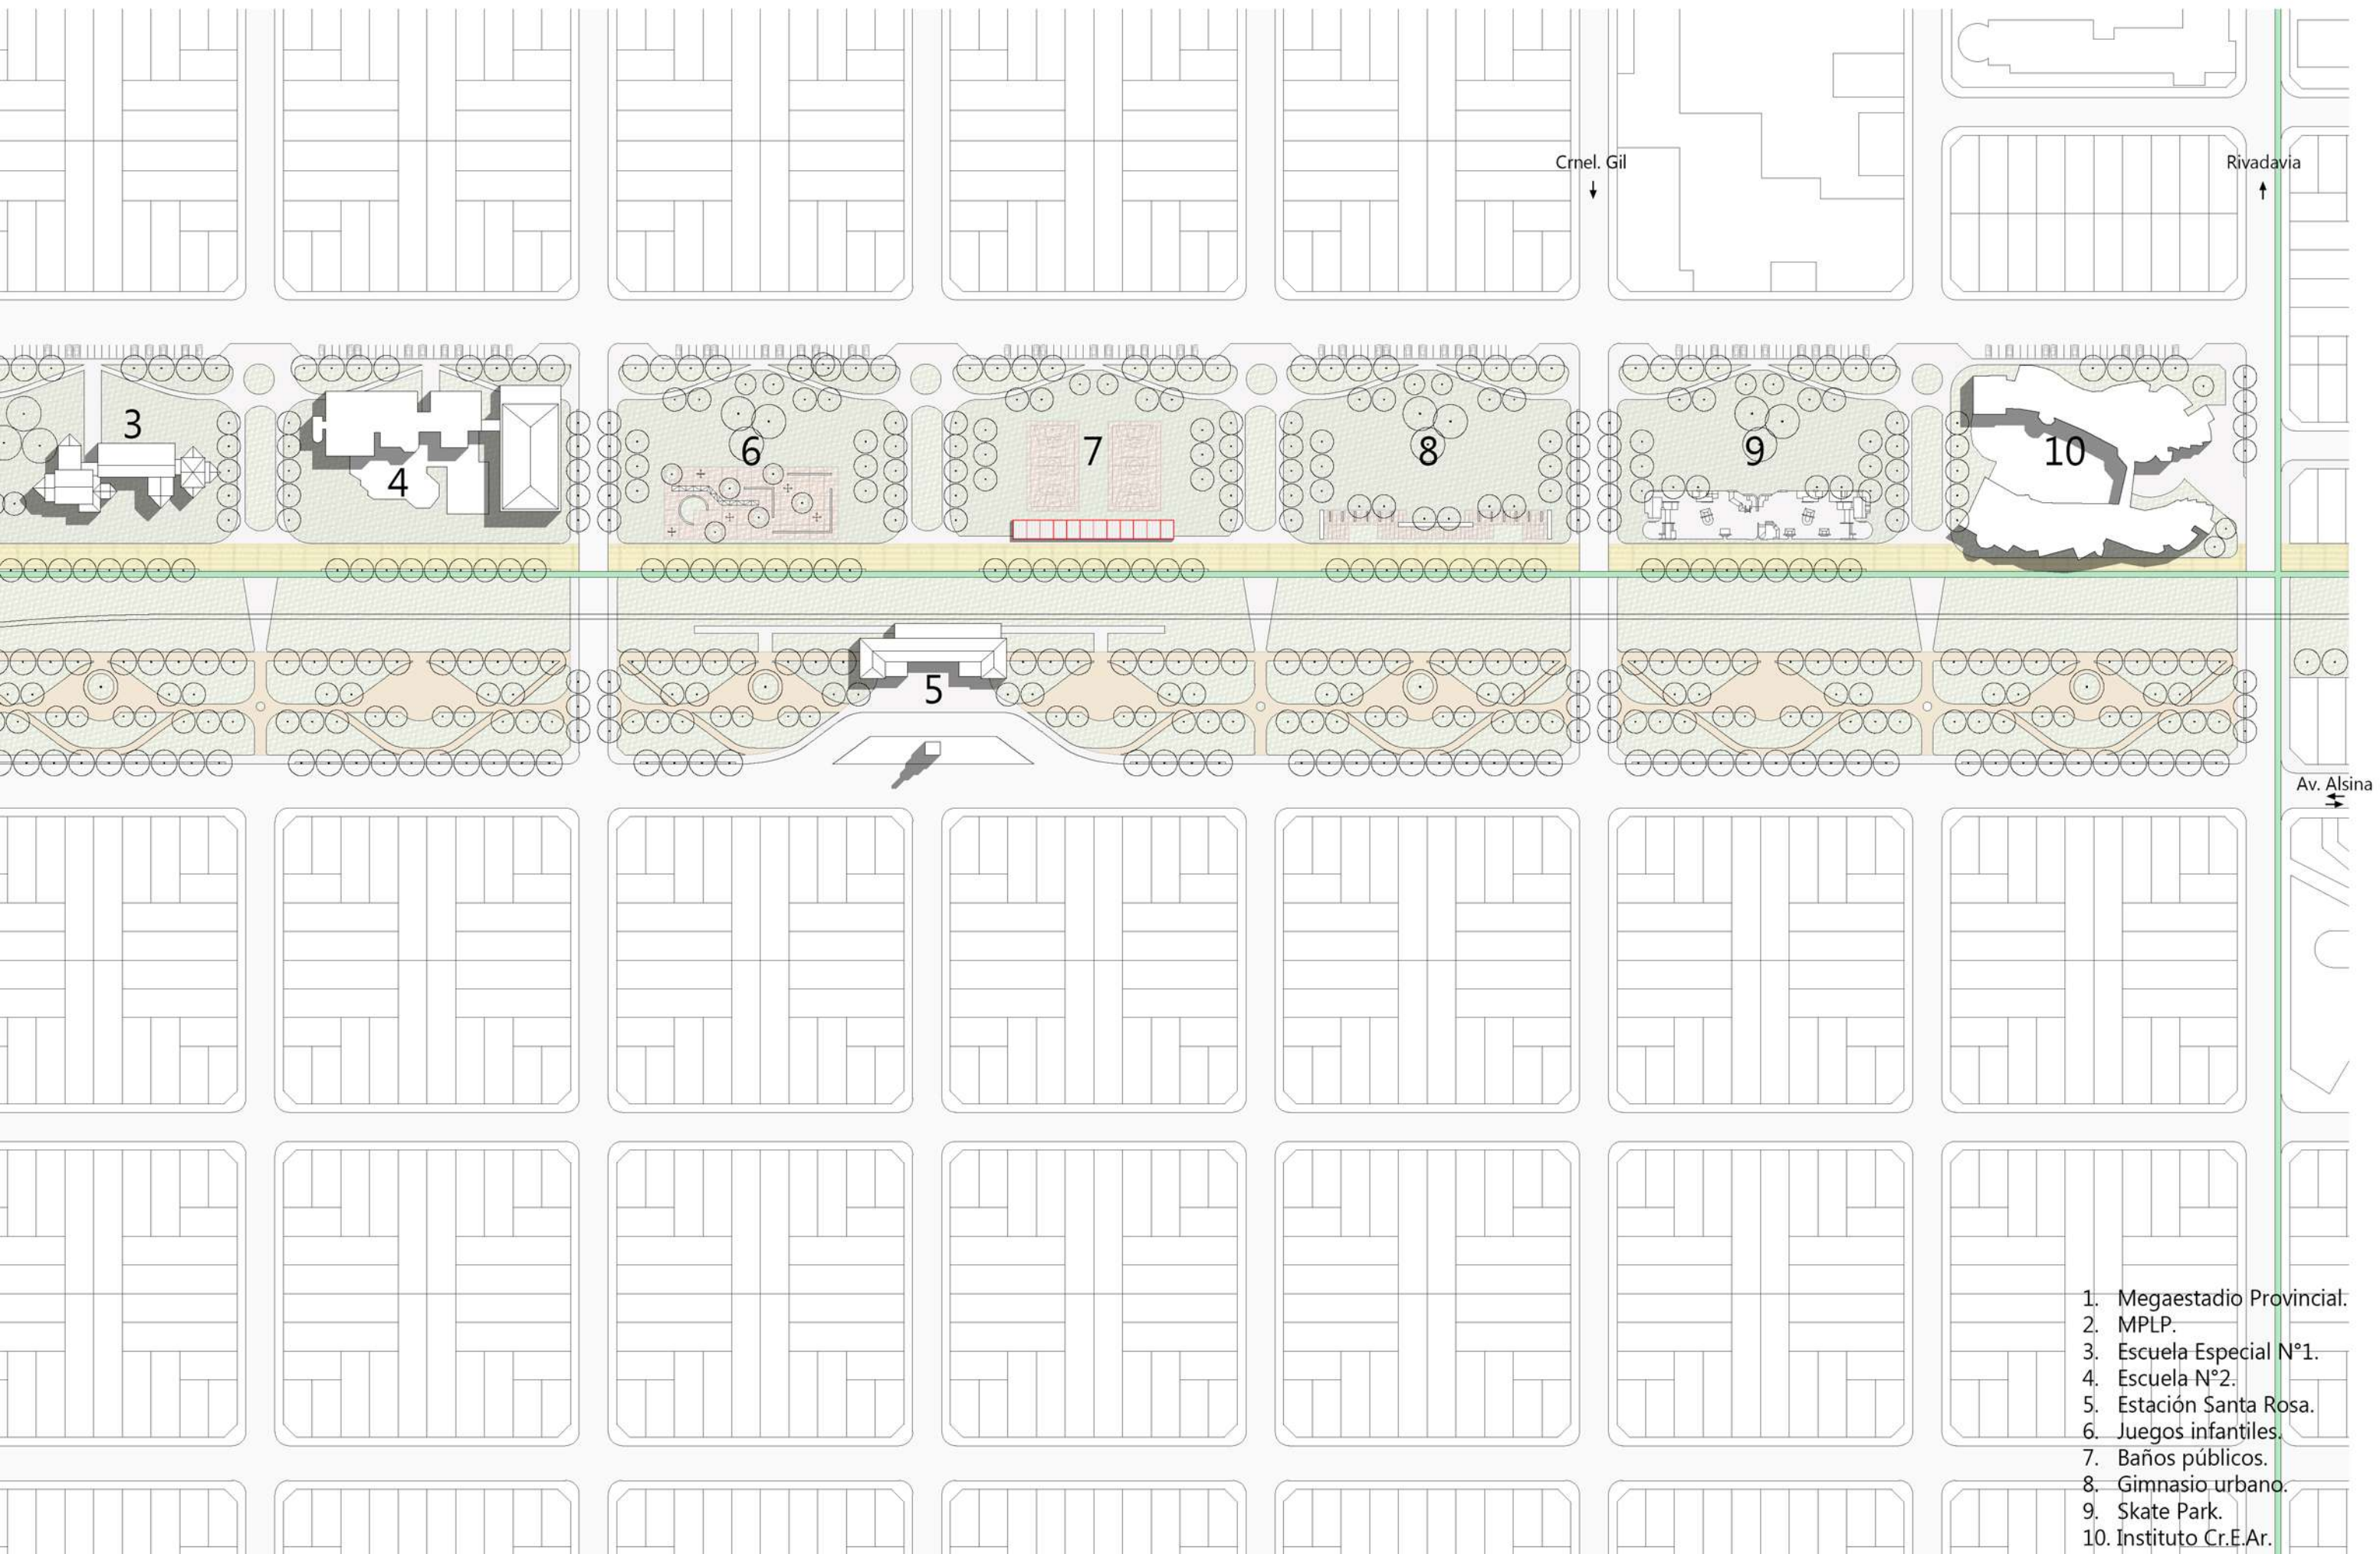 Crnel. Gil
↓
Rivadavia
↑
3
4
6
7
8
9
10
5
Av. Alsina
1. Megaestadio Provincial.
2. MPLP.
3. Escuela Especial N°1.
4. Escuela N°2.
5. Estación Santa Rosa.
6. Juegos infantiles.
7. Baños públicos.
8. Gimnasio urbano.
9. Skate Park.
10. Instituto Cr.E.Ar.